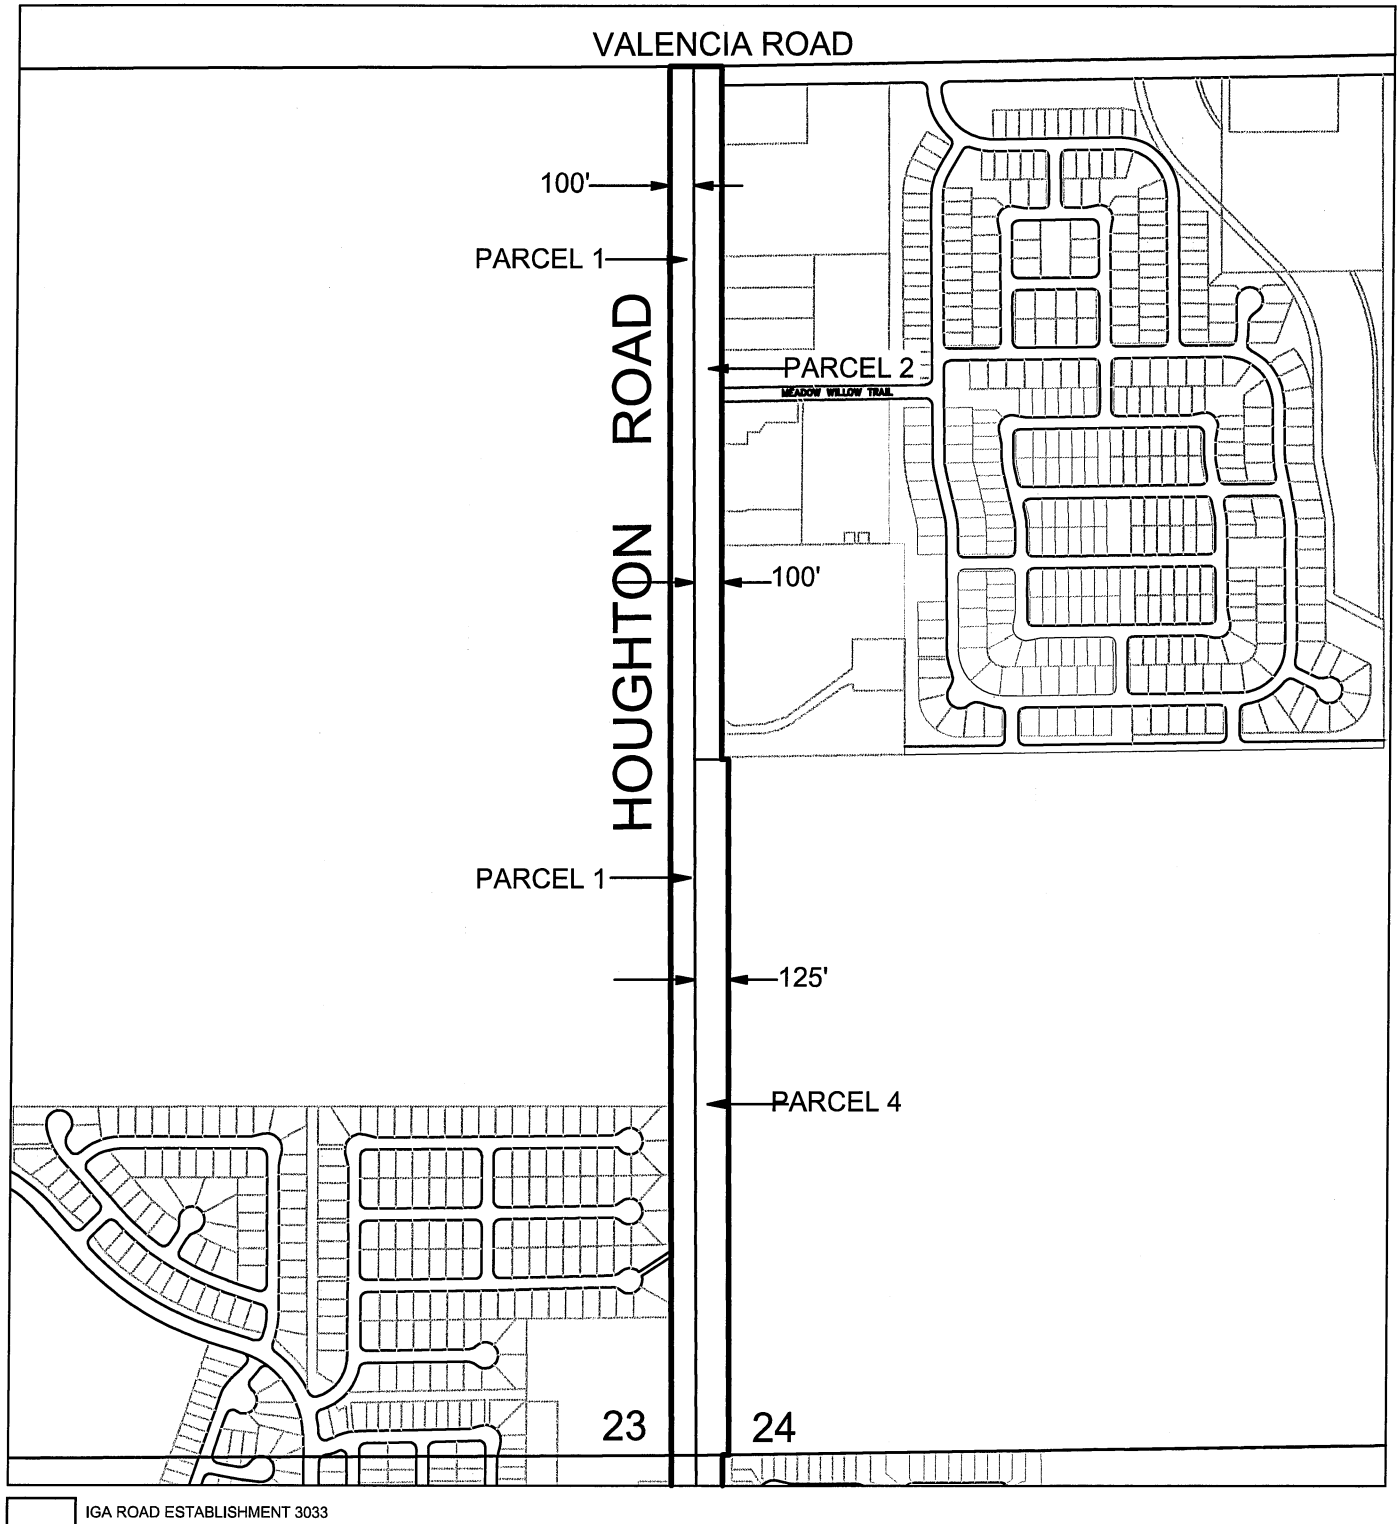 VALENCIA ROAD
100'
PARCEL 1
HOUGHTON ROAD
PARCEL 2
MEADOW WILLOW TRAIL
100'
PARCEL 1
125'
PARCEL 4
23
24
IGA ROAD ESTABLISHMENT 3033